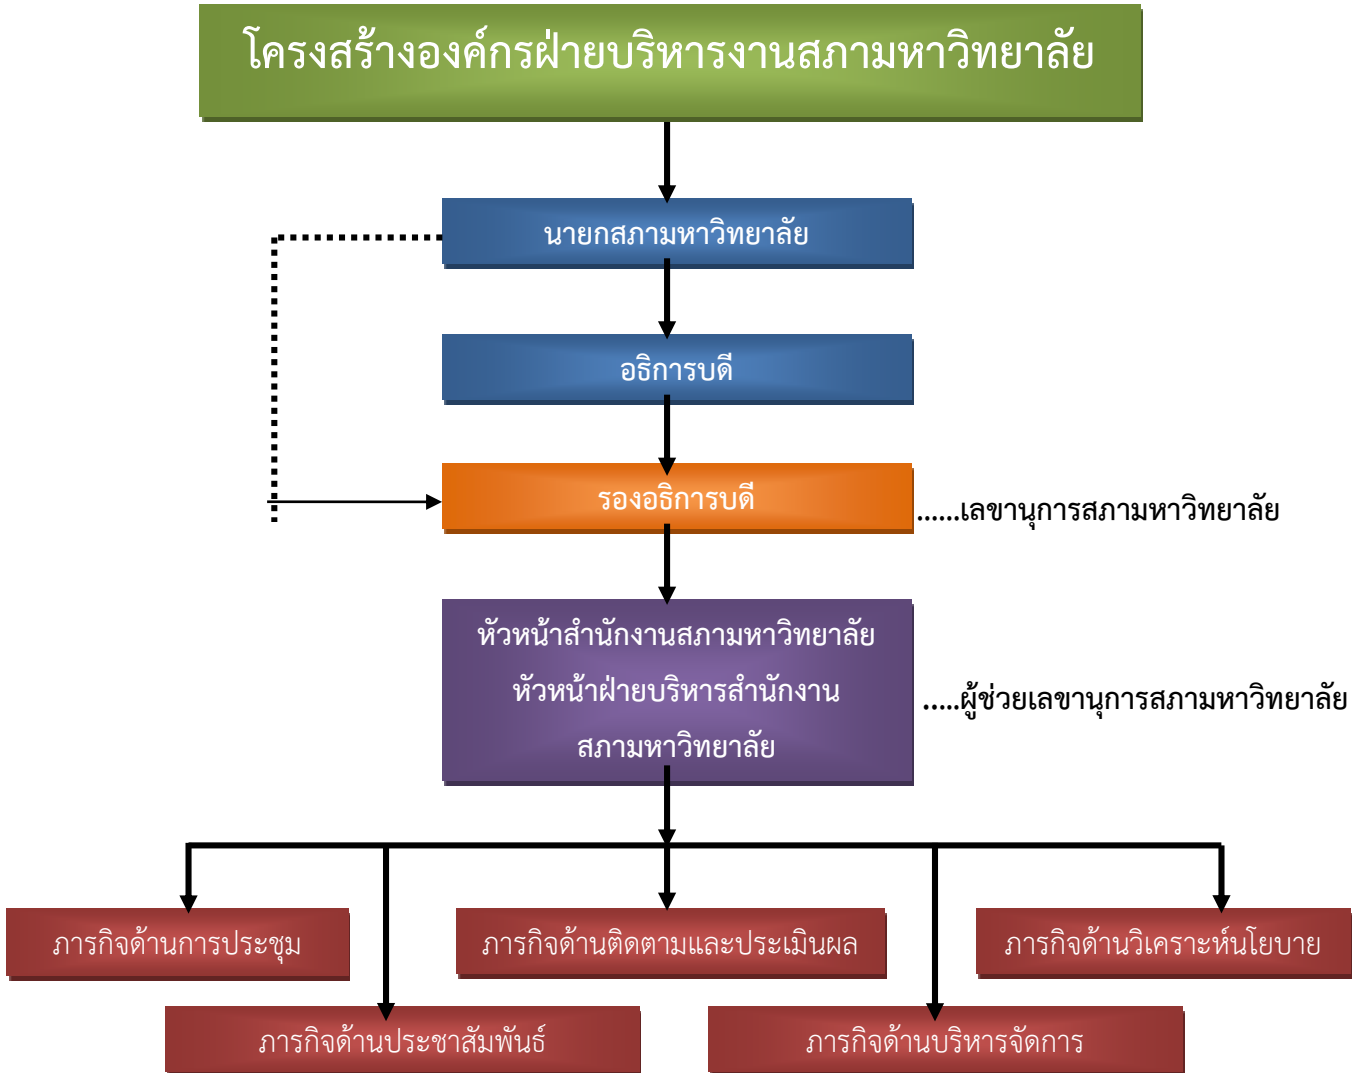 โครงสร้างองค์กรฝ่ายบริหารงานสภามหาวิทยาลัย
นายกสภามหาวิทยาลัย
อธิการบดี
รองอธิการบดี
......เลขานุการสภามหาวิทยาลัย
หัวหน้าสำนักงานสภามหาวิทยาลัย
หัวหน้าฝ่ายบริหารสำนักงาน
สภามหาวิทยาลัย
.....ผู้ช่วยเลขานุการสภามหาวิทยาลัย
ภารกิจด้านการประชุม
ภารกิจด้านติดตามและประเมินผล
ภารกิจด้านวิเคราะห์นโยบาย
ภารกิจด้านประชาสัมพันธ์
ภารกิจด้านบริหารจัดการ